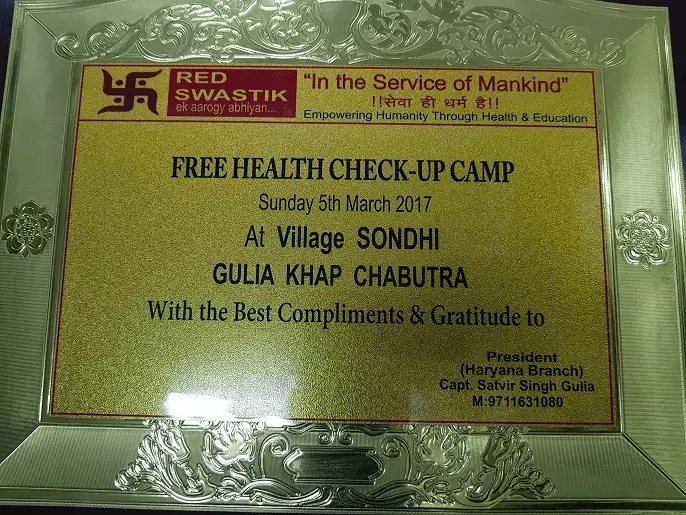 RED
SWASTIK
ek aarogy abhiyan...
"In the Service of Mankind"
!!सेवा ही धर्म है!!
Empowering Humanity Through Health & Education
FREE HEALTH CHECK-UP CAMP
Sunday 5th March 2017
At Village SONDHI
GULIA KHAP CHABUTRA
With the Best Compliments & Gratitude to
President
(Haryana Branch)
Capt. Satvir Singh Gulia
M:9711631080